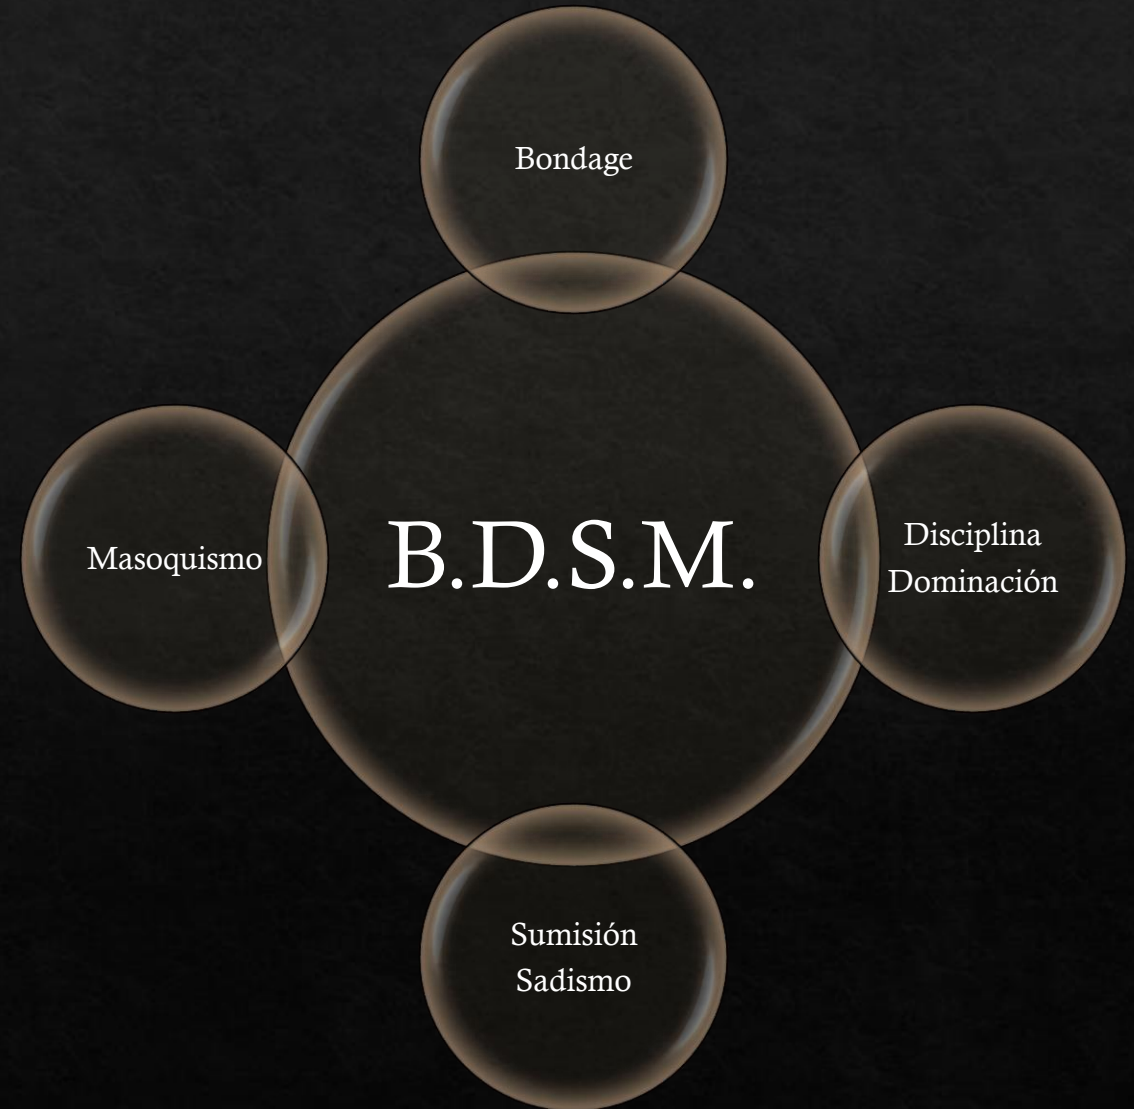 Bondage
B.D.S.M.
Disciplina
Dominación
Masoquismo
Sumisión
Sadismo